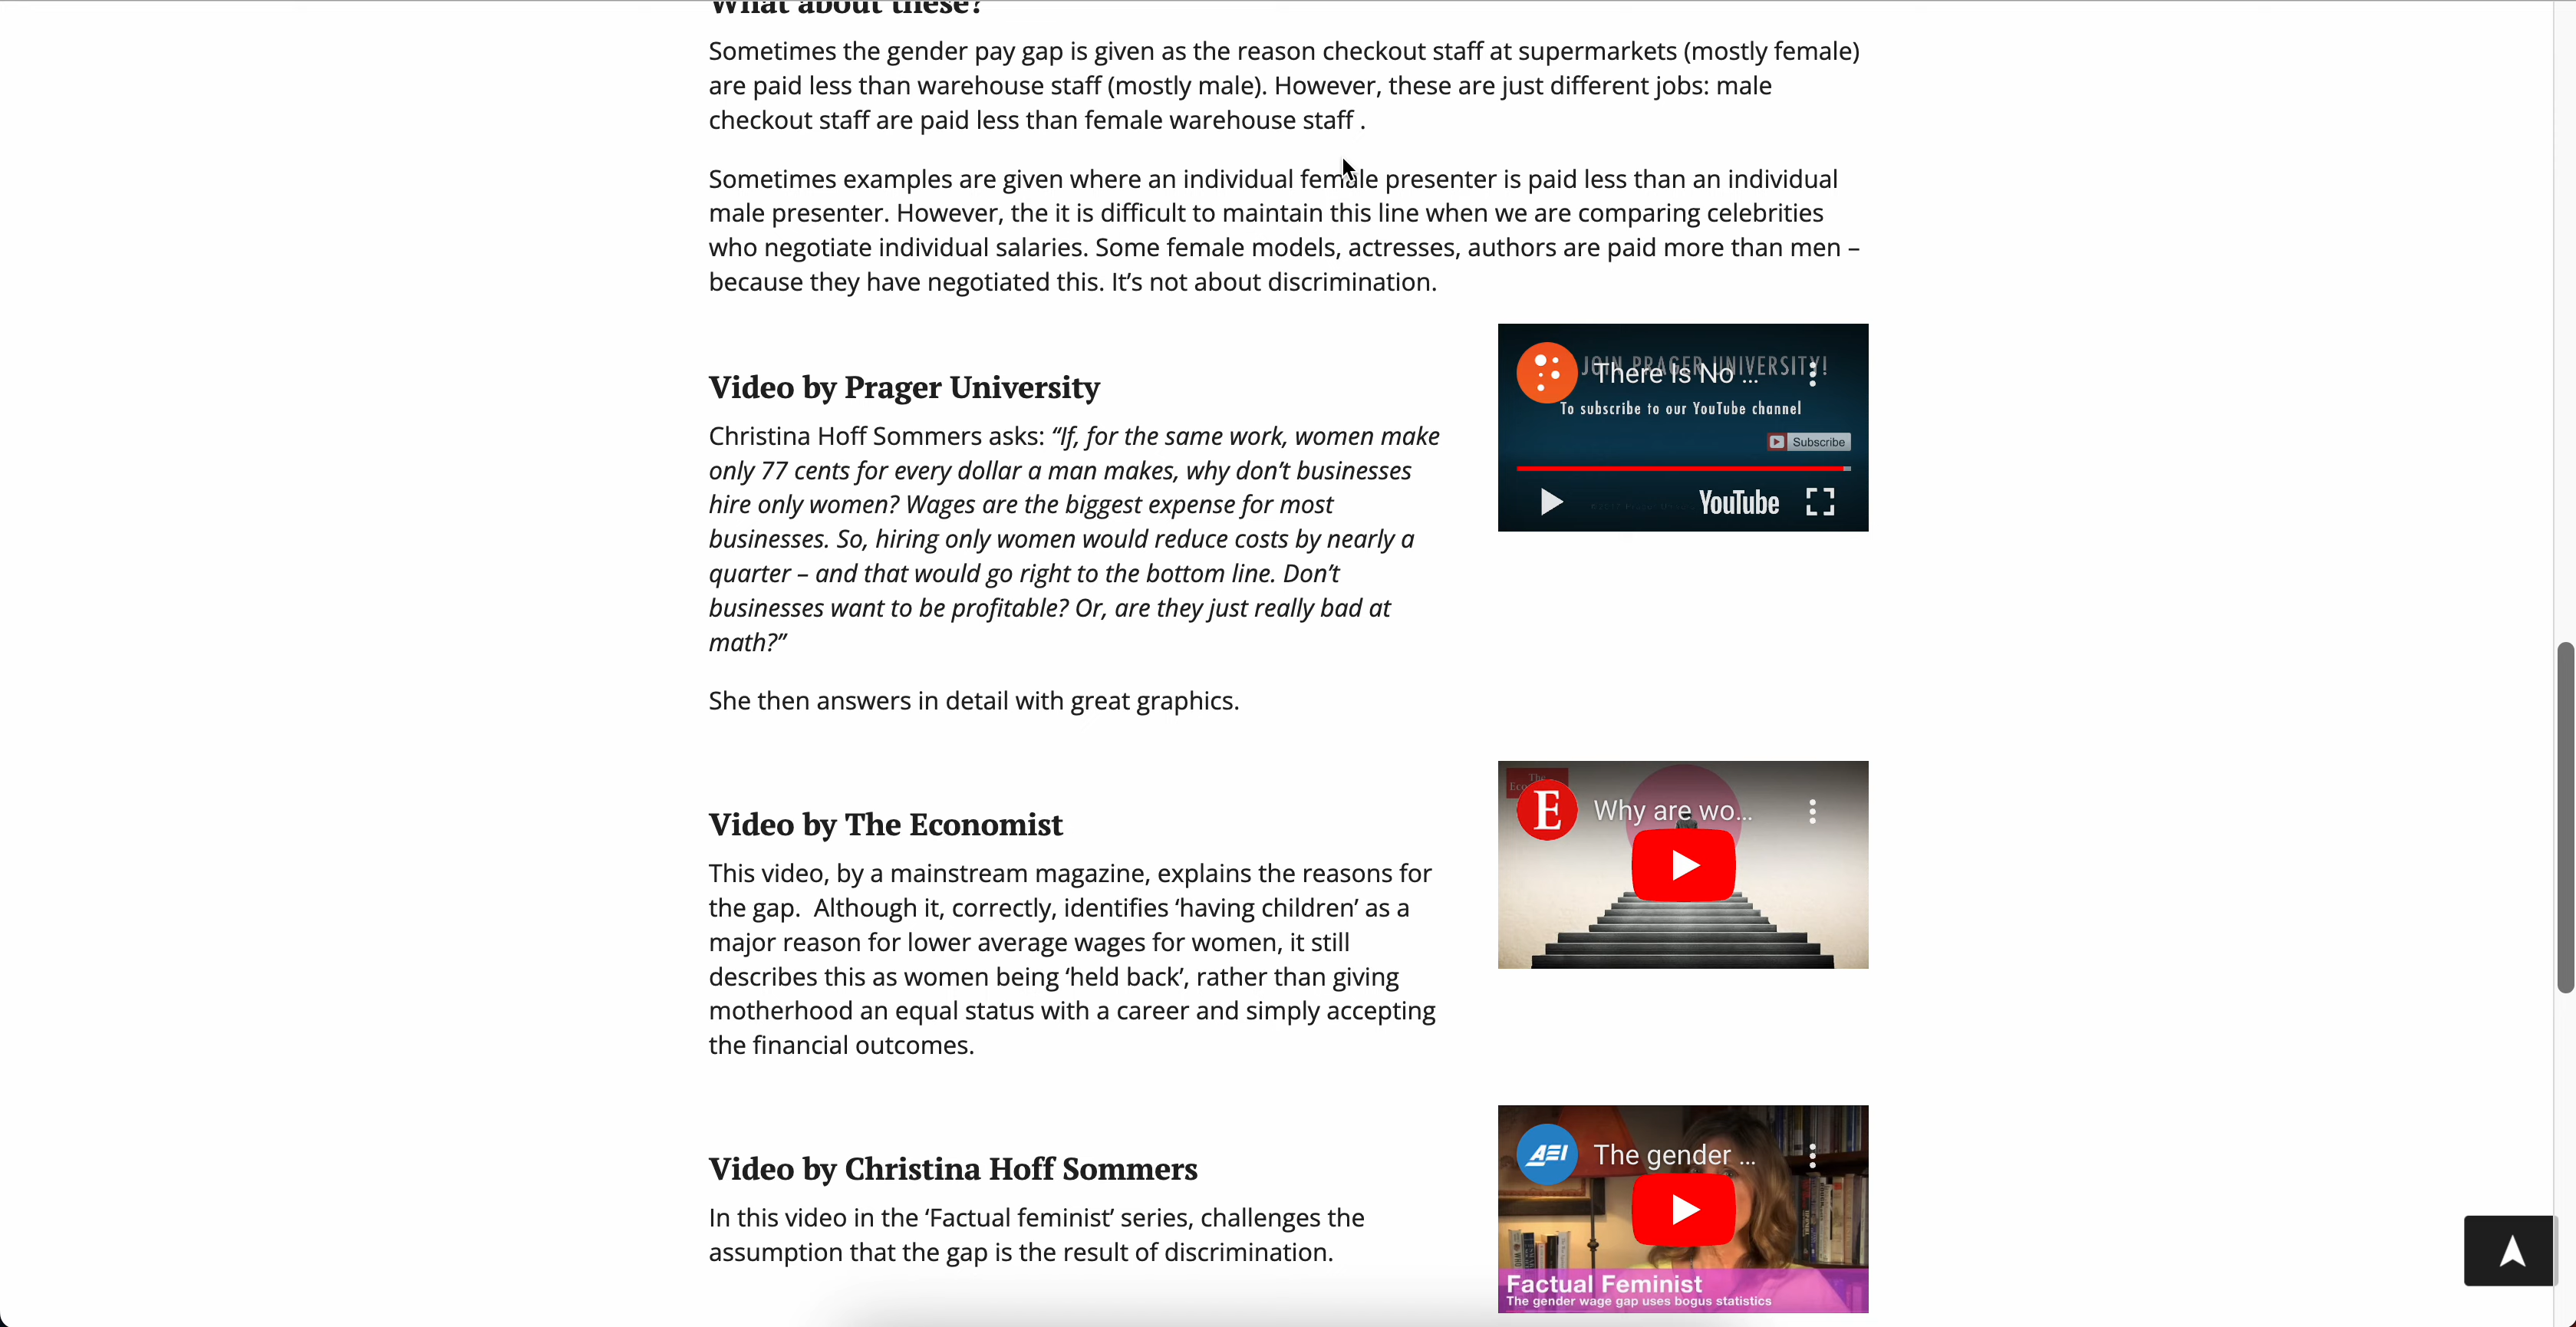 What about these?
Sometimes the gender pay gap is given as the reason checkout staff at supermarkets (mostly female)
are paid less than warehouse staff (mostly male). However, these are just different jobs: male
checkout staff are paid less than female warehouse staff .
Sometimes examples are given where an individual female presenter is paid less than an individual
male presenter. However, the it is difficult to maintain this line when we are comparing celebrities
who negotiate individual salaries. Some female models, actresses, authors are paid more than men –
because they have negotiated this. It’s not about discrimination.
Video by Prager University
Christina Hoff Sommers asks: “If, for the same work, women make
only 77 cents for every dollar a man makes, why don’t businesses
hire only women? Wages are the biggest expense for most
businesses. So, hiring only women would reduce costs by nearly a
quarter – and that would go right to the bottom line. Don’t
businesses want to be profitable? Or, are they just really bad at
math?”
She then answers in detail with great graphics.
JOIN PRAGER UNIVERSITY!
There Is No ...
To subscribe to our YouTube channel
Subscribe
YouTube
Video by The Economist
This video, by a mainstream magazine, explains the reasons for
the gap.  Although it, correctly, identifies ‘having children’ as a
major reason for lower average wages for women, it still
describes this as women being ‘held back’, rather than giving
motherhood an equal status with a career and simply accepting
the financial outcomes.
The
E
Why are wo...
Video by Christina Hoff Sommers
In this video in the ‘Factual feminist’ series, challenges the
assumption that the gap is the result of discrimination.
AEI
The gender ...
Factual Feminist
The gender wage gap uses bogus statistics